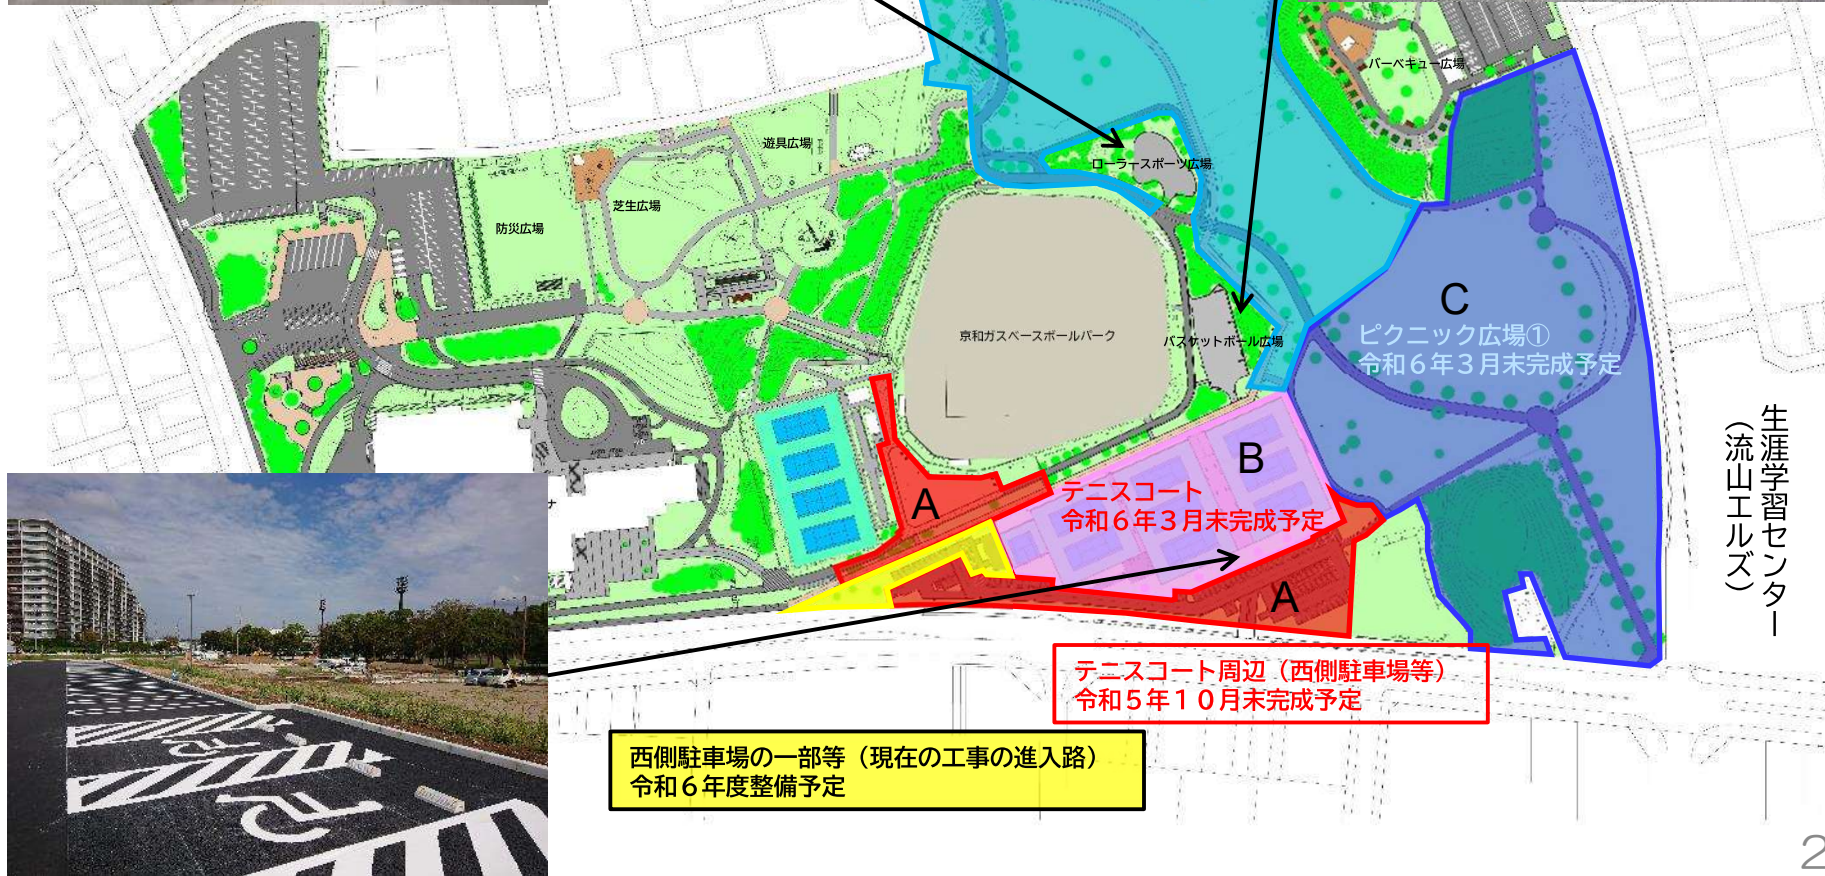 バーベキュー広場
遊具広場
ローラースポーツ広場
芝生広場
防災広場
京和ガスベースボールパーク
バスケットボール広場
C
ピクニック広場①
令和６年３月末完成予定
B
テニスコート
令和６年３月末完成予定
A
A
生涯学習センター
（流山エルズ）
テニスコート周辺（西側駐車場等）
令和５年１０月末完成予定
西側駐車場の一部等（現在の工事の進入路）
令和６年度整備予定
2